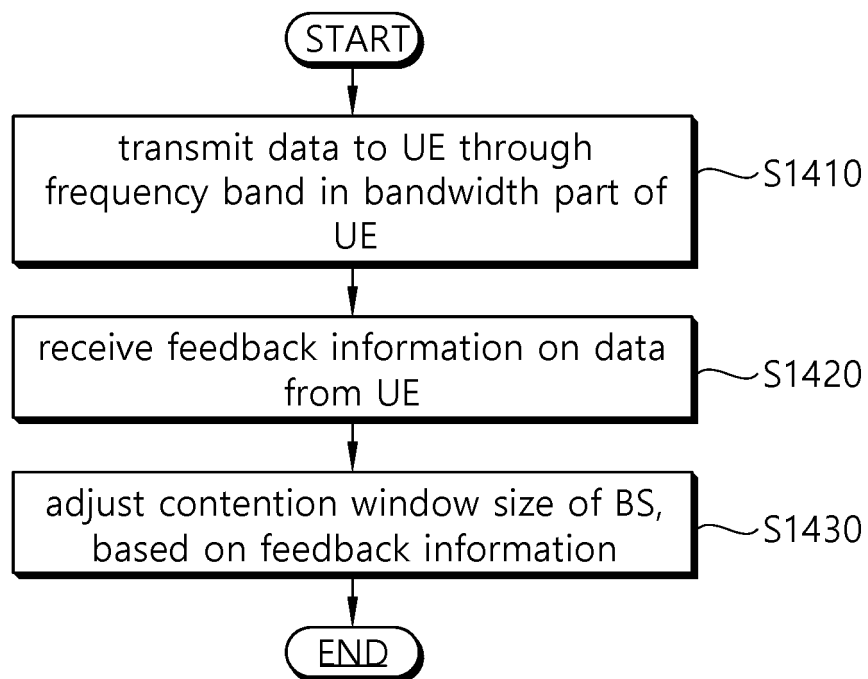 START
transmit data to UE through
frequency band in bandwidth part of
UE
S1410
receive feedback information on data
from UE
S1420
adjust contention window size of BS,
based on feedback information
S1430
END